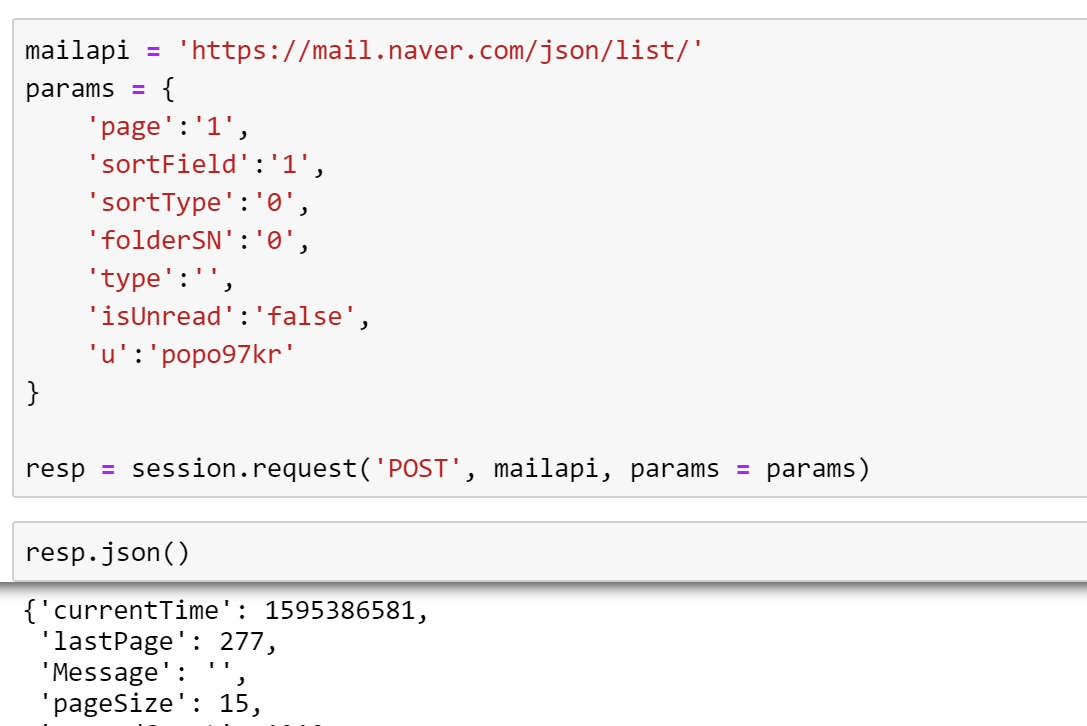 mailapi = 'https://mail.naver.com/json/list/'
params = {
    'page':'1',
    'sortField':'1',
    'sortType':'0',
    'folderSN':'0',
    'type':'',
    'isUnread':'false',
    'u':'popo97kr'
}
resp = session.request('POST', mailapi, params = params)
resp.json()
{'currentTime': 1595386581,
 'lastPage': 277,
 'Message': '',
 'pageSize': 15,